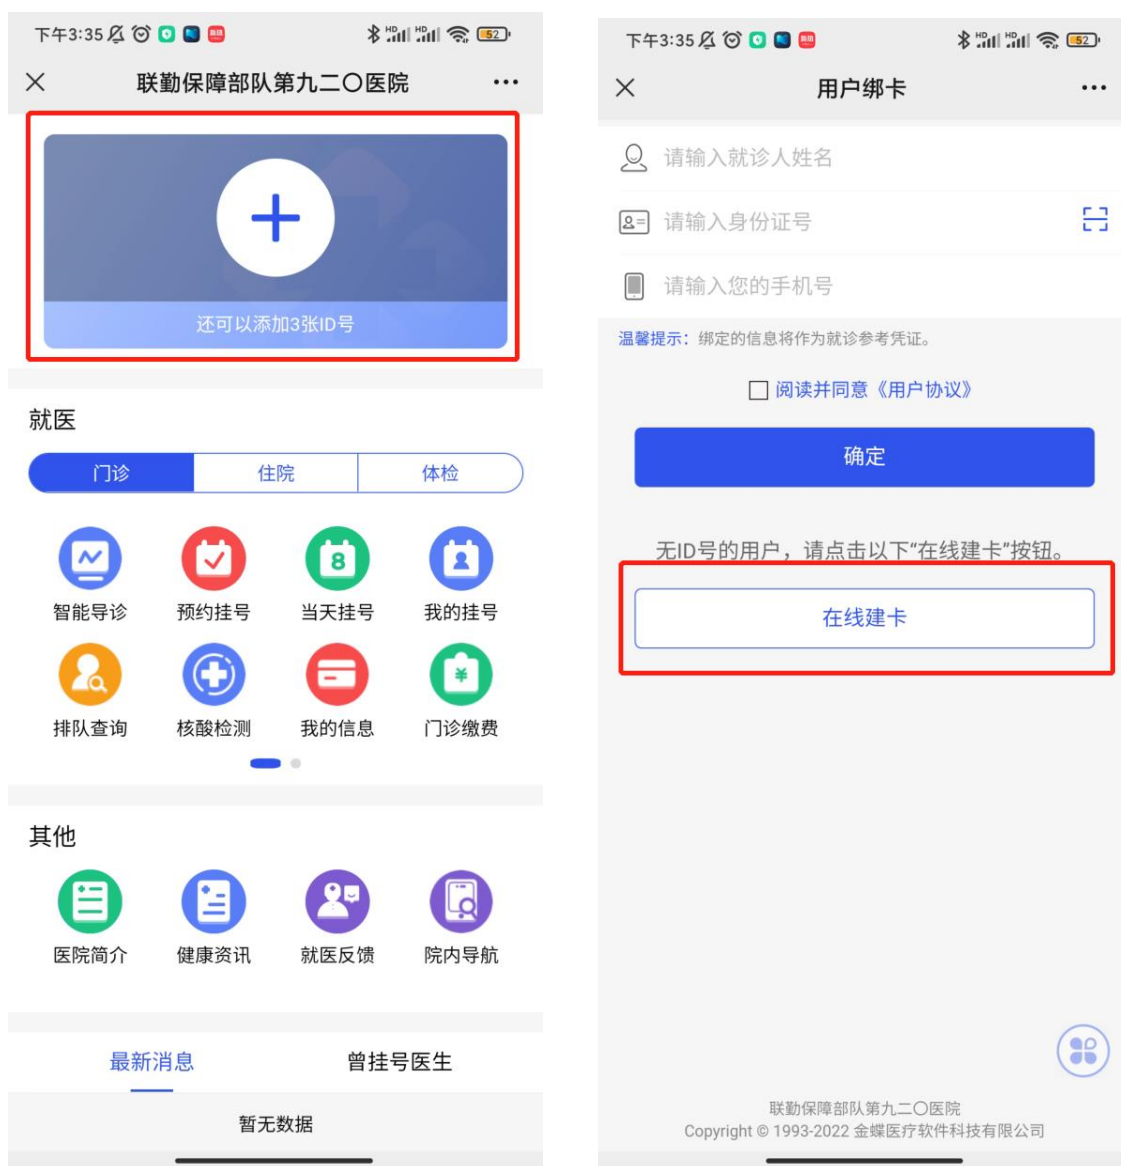 下午3:35
HD HD 52
联勤保障部队第九二〇医院
还可以添加3张ID号
就医
门诊 住院 体检
8
智能导诊 预约挂号 当天挂号 我的挂号
¥
排队查询 核酸检测 我的信息 门诊缴费
其他
医院简介 健康资讯 就医反馈 院内导航
最新消息 曾挂号医生
暂无数据
下午3:35
HD HD 52
用户绑卡
请输入就诊人姓名
请输入身份证号
请输入您的手机号
温馨提示：绑定的信息将作为就诊参考凭证。
阅读并同意《用户协议》
确定
无ID号的用户，请点击以下“在线建卡”按钮。
在线建卡
联勤保障部队第九二〇医院
Copyright © 1993-2022 金蝶医疗软件科技有限公司